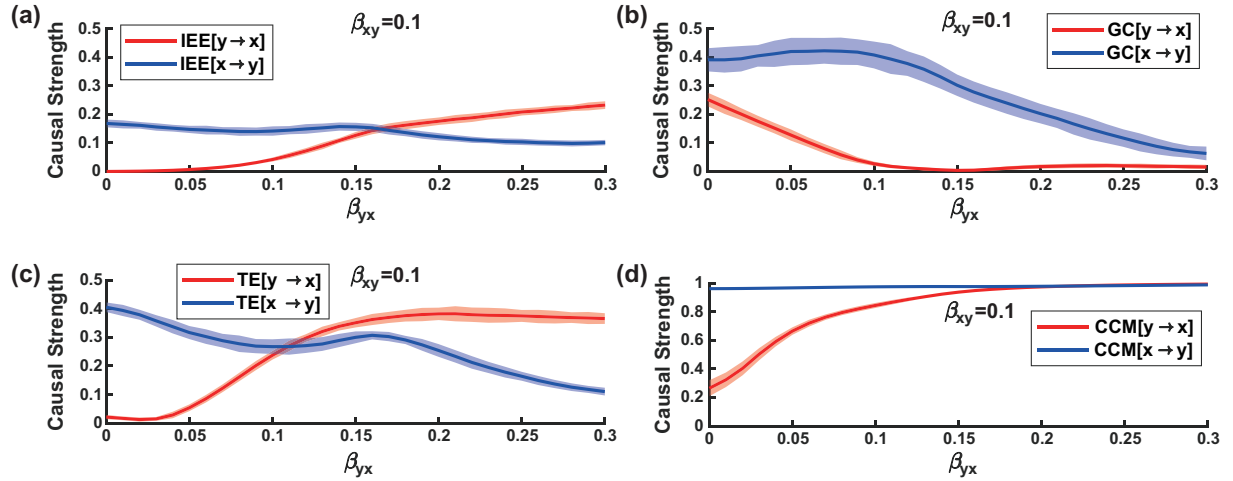 (a)
β_xy=0.1
IEE[y → x]
IEE[x → y]
Causal Strength
0.5
0.4
0.3
0.2
0.1
0
0 0.05 0.1 0.15 0.2 0.25 0.3
β_yx
(b)
β_xy=0.1
GC[y → x]
GC[x → y]
Causal Strength
0.5
0.4
0.3
0.2
0.1
0
0 0.05 0.1 0.15 0.2 0.25 0.3
β_yx
(c)
β_xy=0.1
TE[y → x]
TE[x → y]
Causal Strength
0.5
0.4
0.3
0.2
0.1
0
0 0.05 0.1 0.15 0.2 0.25 0.3
β_yx
(d)
β_xy=0.1
CCM[y → x]
CCM[x → y]
Causal Strength
1
0.8
0.6
0.4
0.2
0
0 0.05 0.1 0.15 0.2 0.25 0.3
β_yx